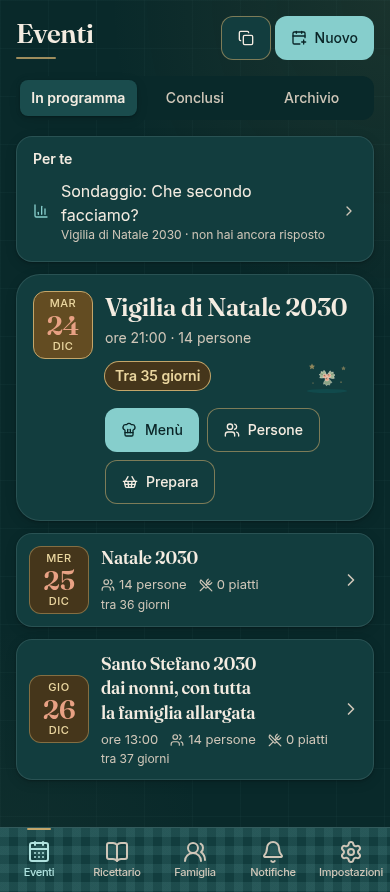 Eventi
Nuovo
In programma
Conclusi
Archivio
Per te
Sondaggio: Che secondo
facciamo?
Vigilia di Natale 2030 · non hai ancora risposto
MAR
24
DIC
Vigilia di Natale 2030
ore 21:00 · 14 persone
Tra 35 giorni
Menù
Persone
Prepara
MER
25
DIC
Natale 2030
14 persone
0 piatti
tra 36 giorni
GIO
26
DIC
Santo Stefano 2030
dai nonni, con tutta
la famiglia allargata
ore 13:00
14 persone
0 piatti
tra 37 giorni
Eventi
Ricettario
Famiglia
Notifiche
Impostazioni